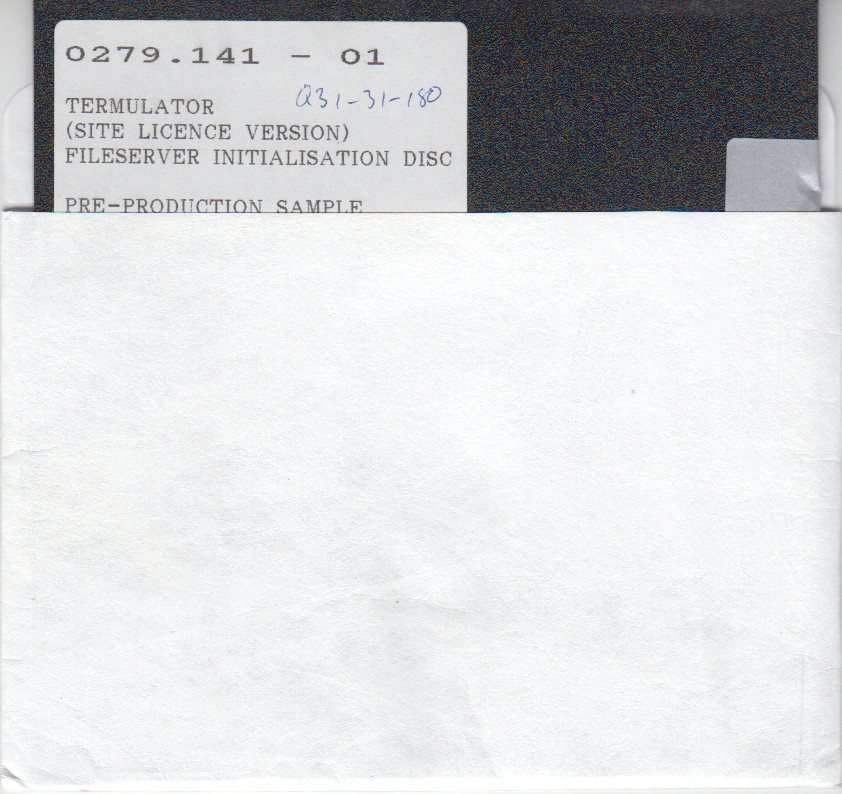 0279.141 - 01
Q31-31-180
TERMULATOR
(SITE LICENCE VERSION)
FILESERVER INITIALISATION DISC
PRE-PRODUCTION SAMPLE